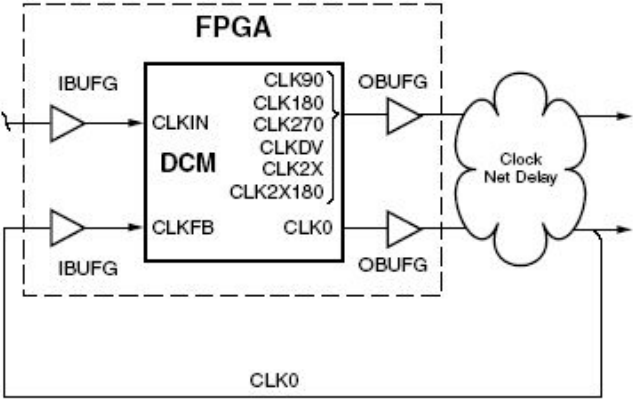 FPGA
IBUFG
OBUFG
CLKIN
DCM
CLKFB
CLK90
CLK180
CLK270
CLKDV
CLK2X
CLK2X180
CLK0
IBUFG
OBUFG
Clock
Net Delay
CLK0